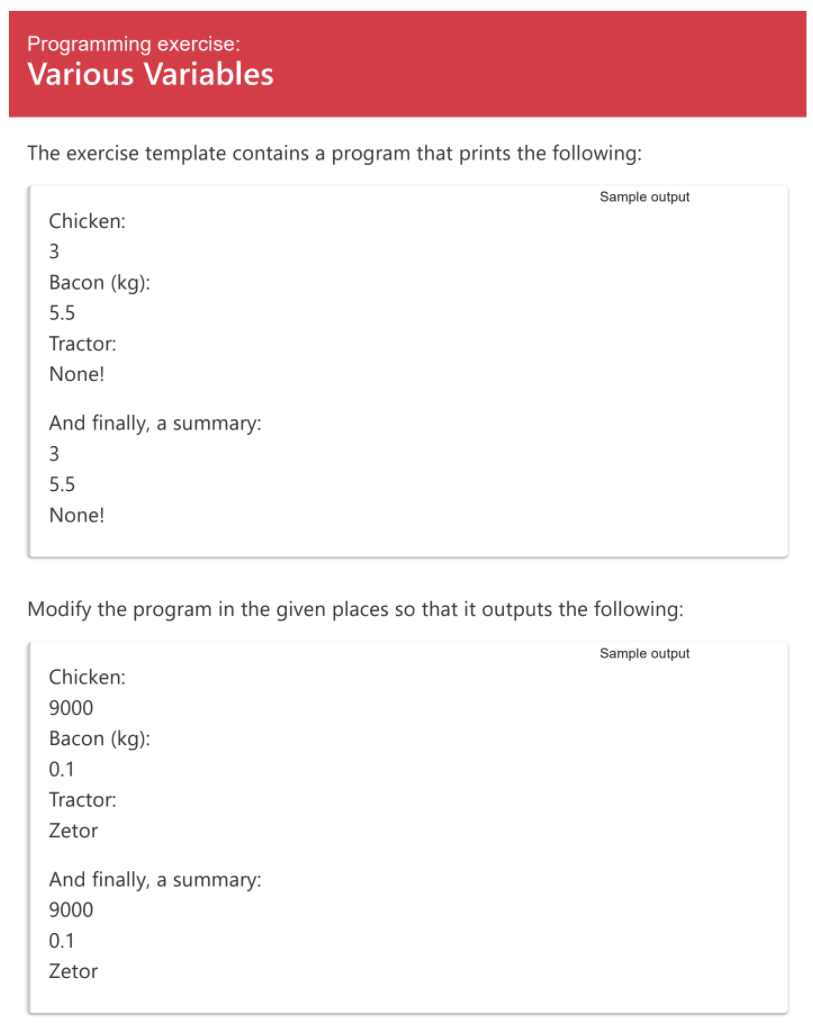 Programming exercise:
Various Variables
The exercise template contains a program that prints the following:
Sample output
Chicken:
3
Bacon (kg):
5.5
Tractor:
None!
And finally, a summary:
3
5.5
None!
Modify the program in the given places so that it outputs the following:
Sample output
Chicken:
9000
Bacon (kg):
0.1
Tractor:
Zetor
And finally, a summary:
9000
0.1
Zetor